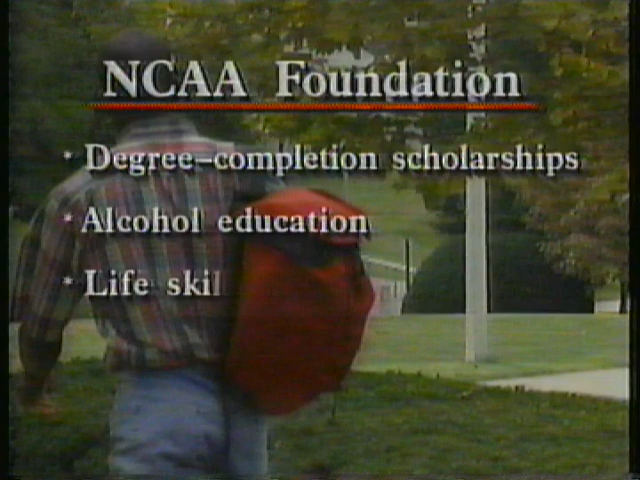 NCAA Foundation
* Degree-completion scholarships
* Alcohol education
* Life skil